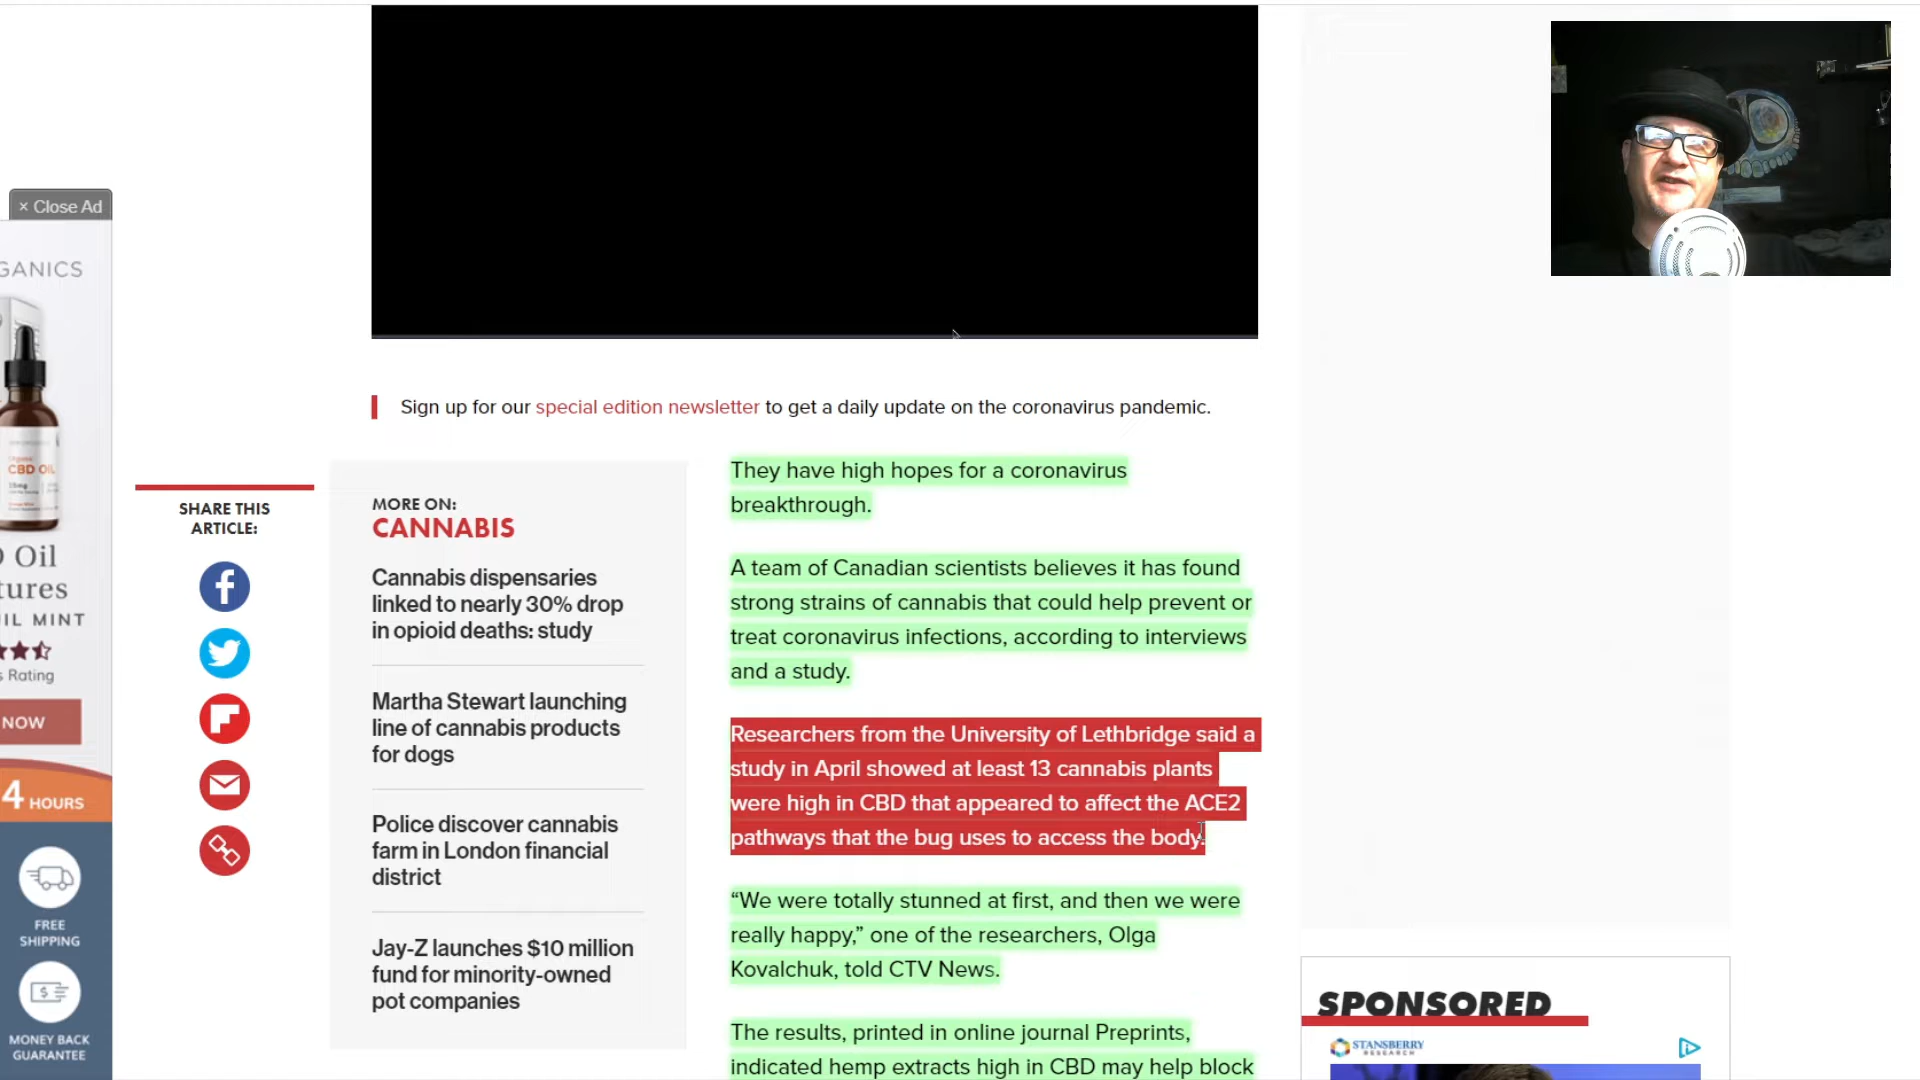 × Close Ad
GANICS
CBD OIL
Oil
tures
IL MINT
Rating
NOW
4 HOURS
FREE
SHIPPING
MONEY BACK
GUARANTEE
SHARE THIS
ARTICLE:
Sign up for our special edition newsletter to get a daily update on the coronavirus pandemic.
MORE ON:
CANNABIS
Cannabis dispensaries
linked to nearly 30% drop
in opioid deaths: study
Martha Stewart launching
line of cannabis products
for dogs
Police discover cannabis
farm in London financial
district
Jay-Z launches $10 million
fund for minority-owned
pot companies
They have high hopes for a coronavirus
breakthrough.
A team of Canadian scientists believes it has found
strong strains of cannabis that could help prevent or
treat coronavirus infections, according to interviews
and a study.
Researchers from the University of Lethbridge said a
study in April showed at least 13 cannabis plants
were high in CBD that appeared to affect the ACE2
pathways that the bug uses to access the body.
“We were totally stunned at first, and then we were
really happy,” one of the researchers, Olga
Kovalchuk, told CTV News.
The results, printed in online journal Preprints,
indicated hemp extracts high in CBD may help block
SPONSORED
STANSBERRY
RESEARCH